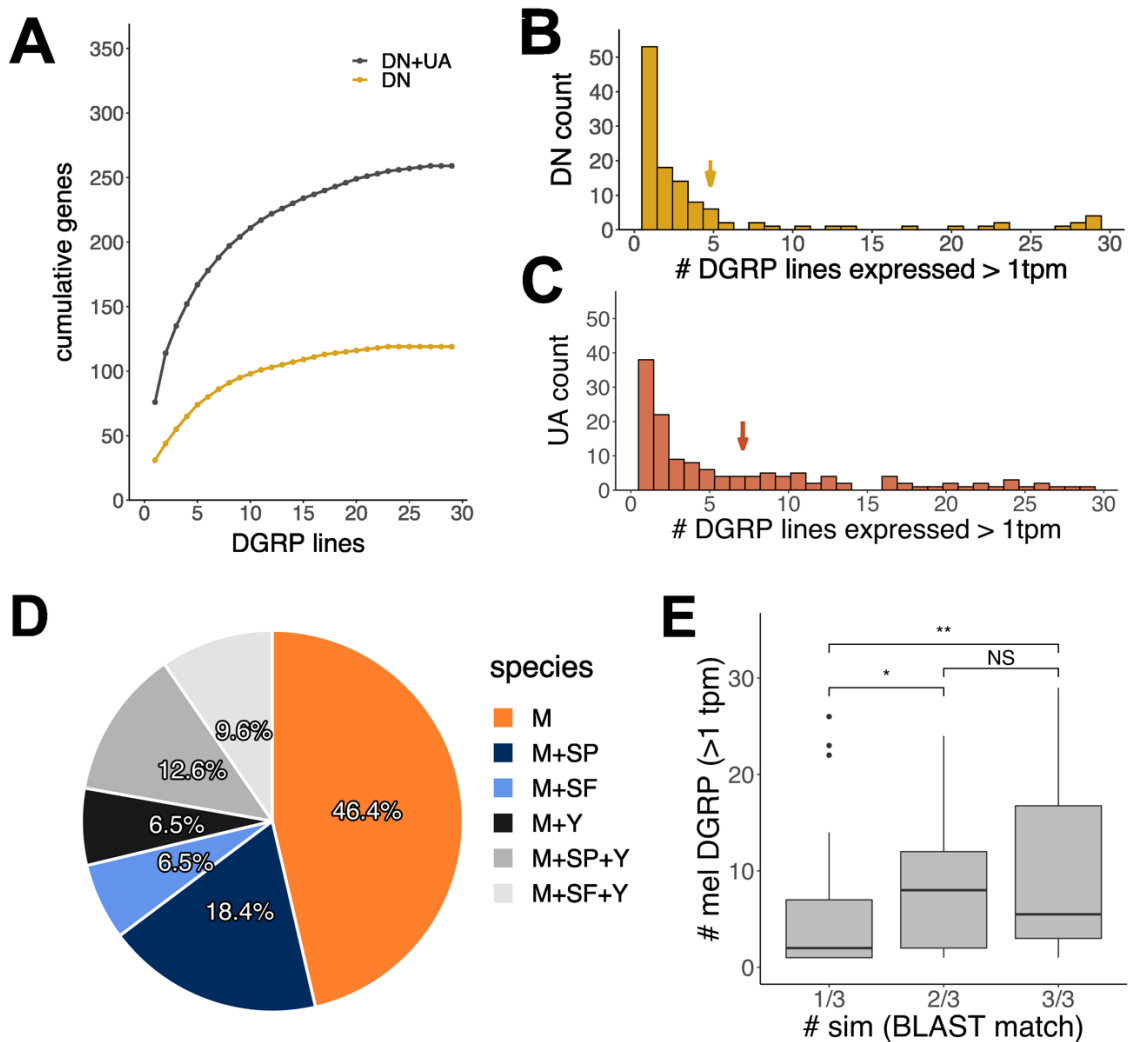 A
cumulative genes
350
300
250
200
150
100
50
0
0 5 10 15 20 25 30
DGRP lines
DN+UA
DN
B
DN count
50
40
30
20
10
0
0 5 10 15 20 25 30
# DGRP lines expressed > 1tpm
C
UA count
50
40
30
20
10
0
0 5 10 15 20 25 30
# DGRP lines expressed > 1tpm
D
9.6%
12.6%
6.5%
6.5%
18.4%
46.4%
species
M
M+SP
M+SF
M+Y
M+SP+Y
M+SF+Y
E
# mel DGRP (>1 tpm)
30
20
10
0
**
NS
*
1/3 2/3 3/3
# sim (BLAST match)